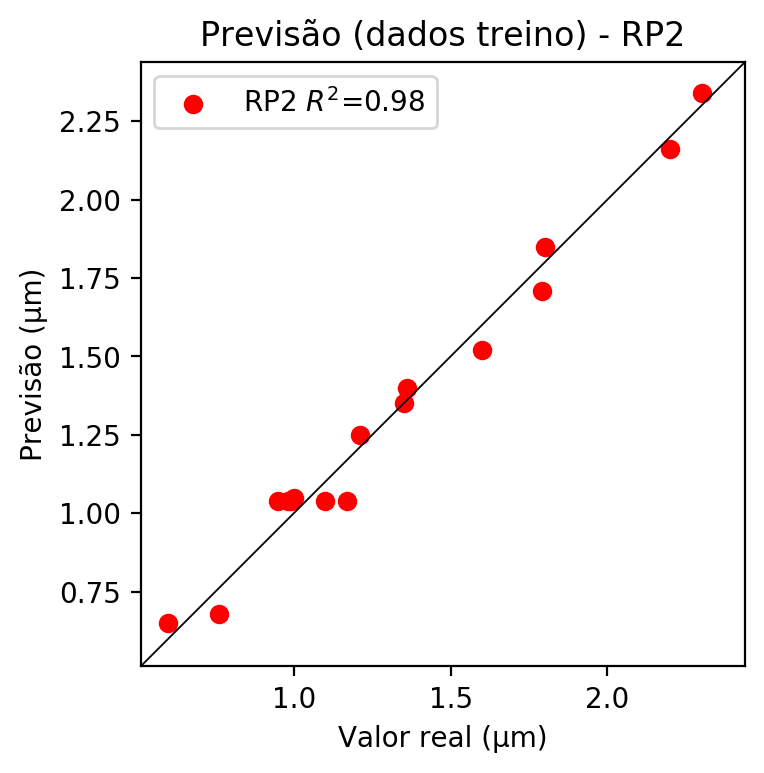 Previsão (dados treino) - RP2
RP2 R²=0.98
2.25
2.00
1.75
1.50
1.25
1.00
0.75
Previsão (μm)
1.0 1.5 2.0
Valor real (μm)